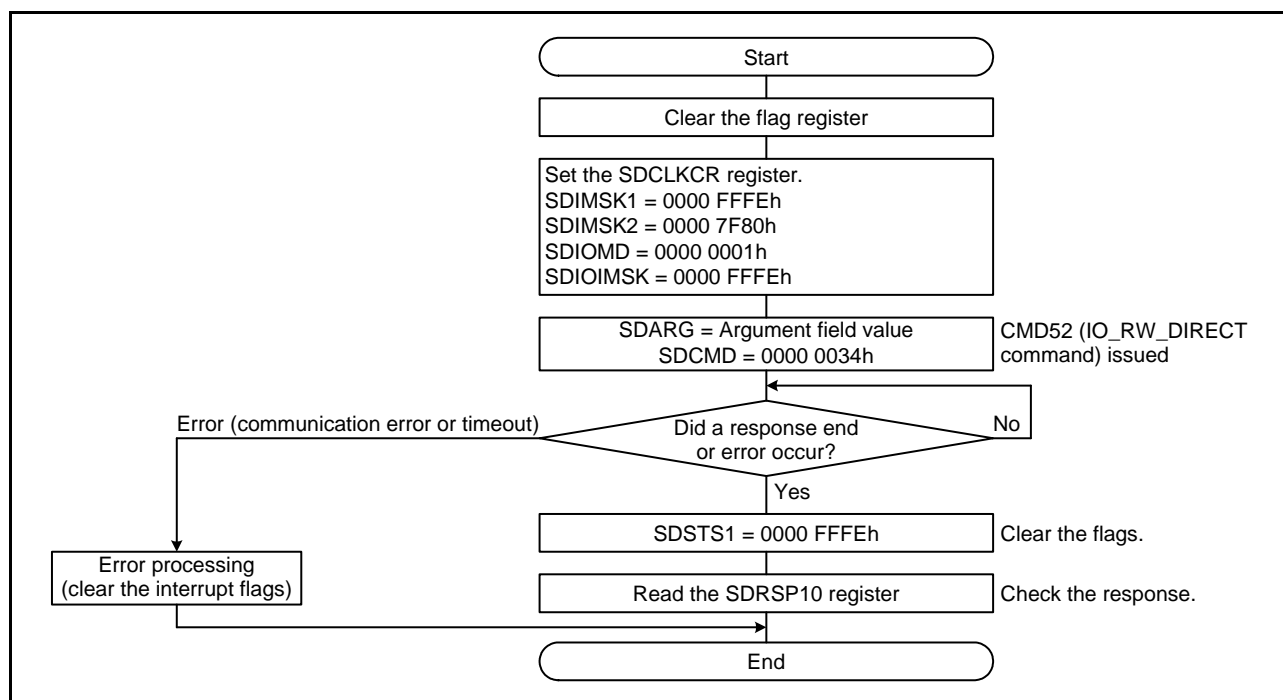 Start
Clear the flag register
Set the SDCLKCR register.
SDIMSK1 = 0000 FFFEh
SDIMSK2 = 0000 7F80h
SDIOMD = 0000 0001h
SDIOIMSK = 0000 FFFEh
SDARG = Argument field value
SDCMD = 0000 0034h
CMD52 (IO_RW_DIRECT
command) issued
Error (communication error or timeout)
Did a response end
or error occur?
No
Yes
SDSTS1 = 0000 FFFEh
Clear the flags.
Error processing
(clear the interrupt flags)
Read the SDRSP10 register
Check the response.
End